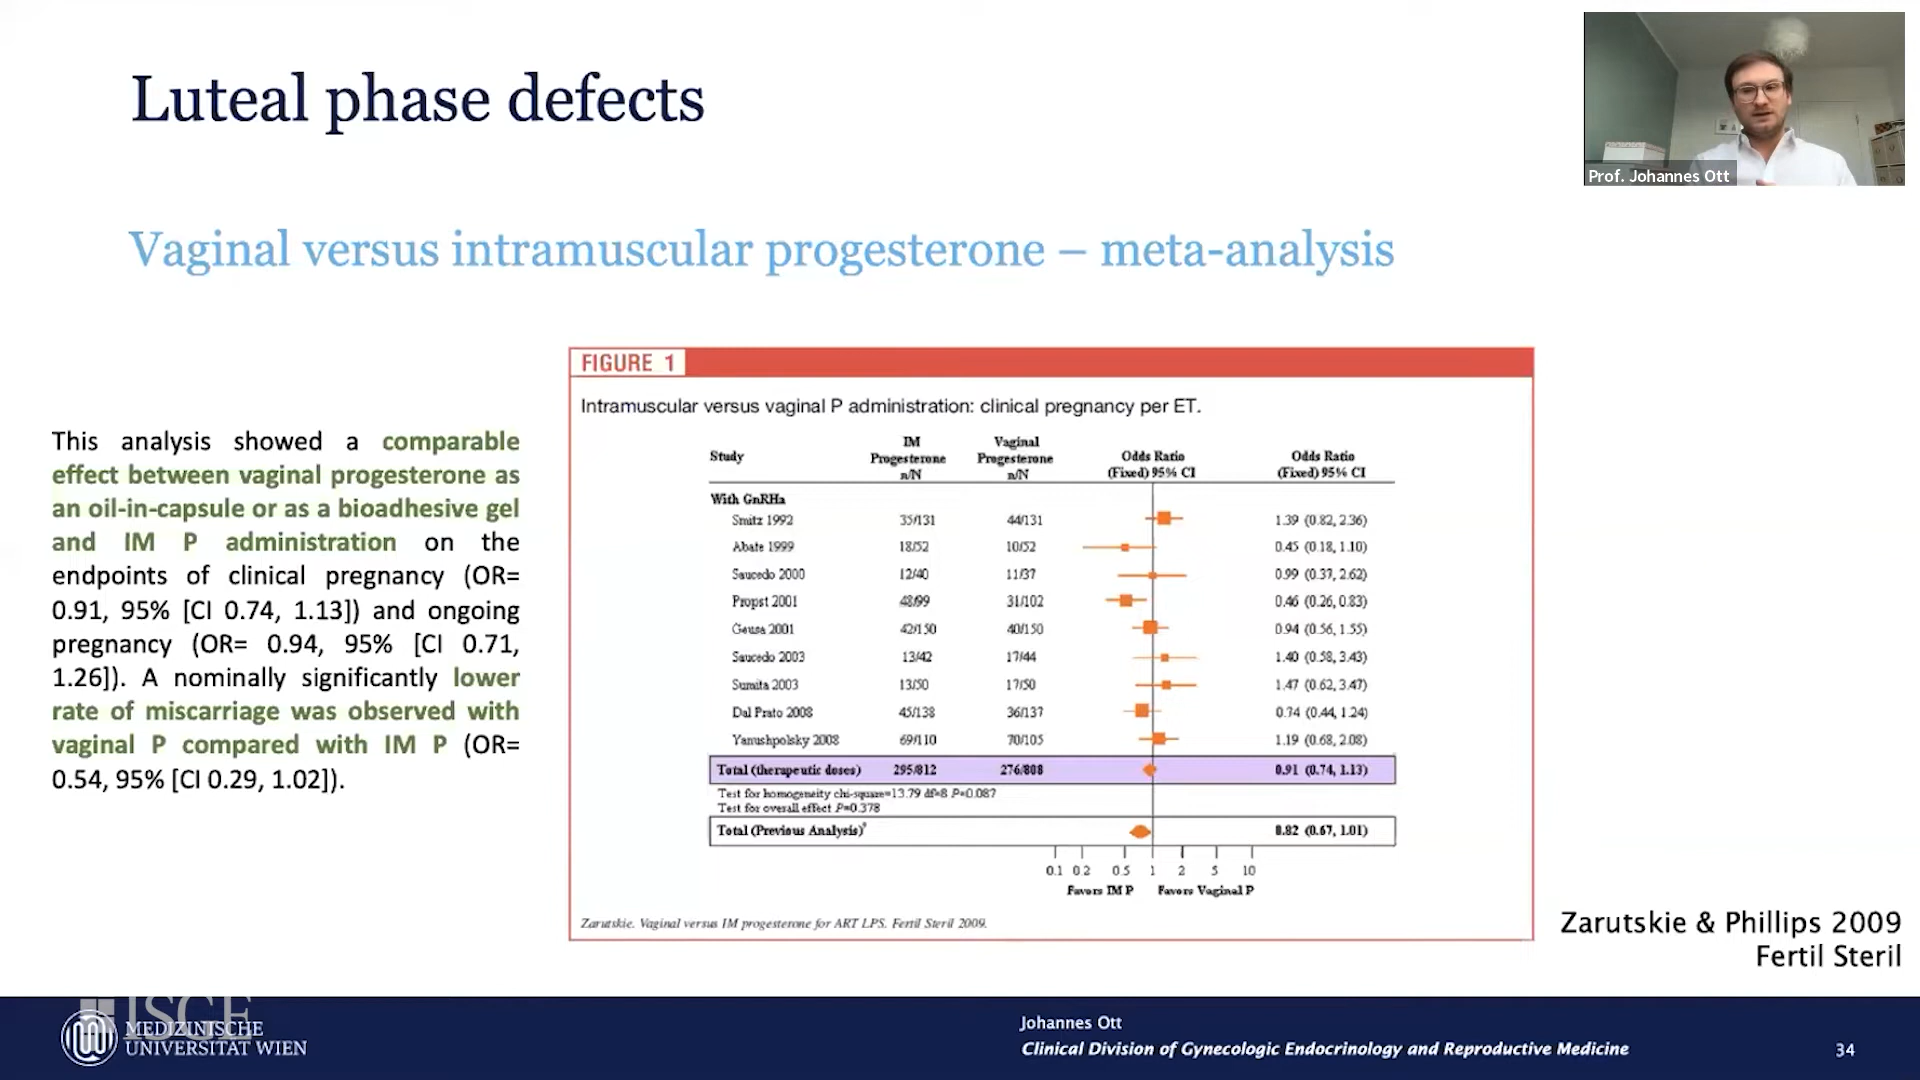 Luteal phase defects
Prof. Johannes Ott
Vaginal versus intramuscular progesterone – meta-analysis
This analysis showed a comparable
effect between vaginal progesterone as
an oil-in-capsule or as a bioadhesive gel
and IM P administration on the
endpoints of clinical pregnancy (OR=
0.91, 95% [CI 0.74, 1.13]) and ongoing
pregnancy (OR= 0.94, 95% [CI 0.71,
1.26]). A nominally significantly lower
rate of miscarriage was observed with
vaginal P compared with IM P (OR=
0.54, 95% [CI 0.29, 1.02]).
FIGURE 1
Intramuscular versus vaginal P administration: clinical pregnancy per ET.
Study IM Progesterone n/N Vaginal Progesterone n/N Odds Ratio (Fixed) 95% CI Odds Ratio (Fixed) 95% CI
With GnRHa
Smitz 1992 35/131 44/131 1.39 (0.82, 2.36)
Abate 1999 18/52 10/52 0.45 (0.18, 1.10)
Saucedo 2000 12/40 11/37 0.99 (0.37, 2.62)
Propst 2001 48/99 31/102 0.46 (0.26, 0.83)
Geusa 2001 42/150 40/150 0.94 (0.56, 1.55)
Saucedo 2003 13/42 17/44 1.40 (0.58, 3.43)
Sumita 2003 13/50 17/50 1.47 (0.62, 3.47)
Dal Prato 2008 45/138 36/137 0.74 (0.44, 1.24)
Yanushpolsky 2008 69/110 70/105 1.19 (0.68, 2.08)
Total (therapeutic doses) 295/812 276/808 0.91 (0.74, 1.13)
Test for homogeneity chi-square=13.79 df=8 P=0.087
Test for overall effect P=0.378
Total (Previous Analysis) 0.82 (0.67, 1.01)
0.1 0.2 0.5 1 2 5 10
Favors IM P Favors Vaginal P
Zarutskie. Vaginal versus IM progesterone for ART LPS. Fertil Steril 2009.
Zarutskie & Phillips 2009
Fertil Steril
ISGE
MEDIZINISCHE
UNIVERSITÄT WIEN
Johannes Ott
Clinical Division of Gynecologic Endocrinology and Reproductive Medicine
34